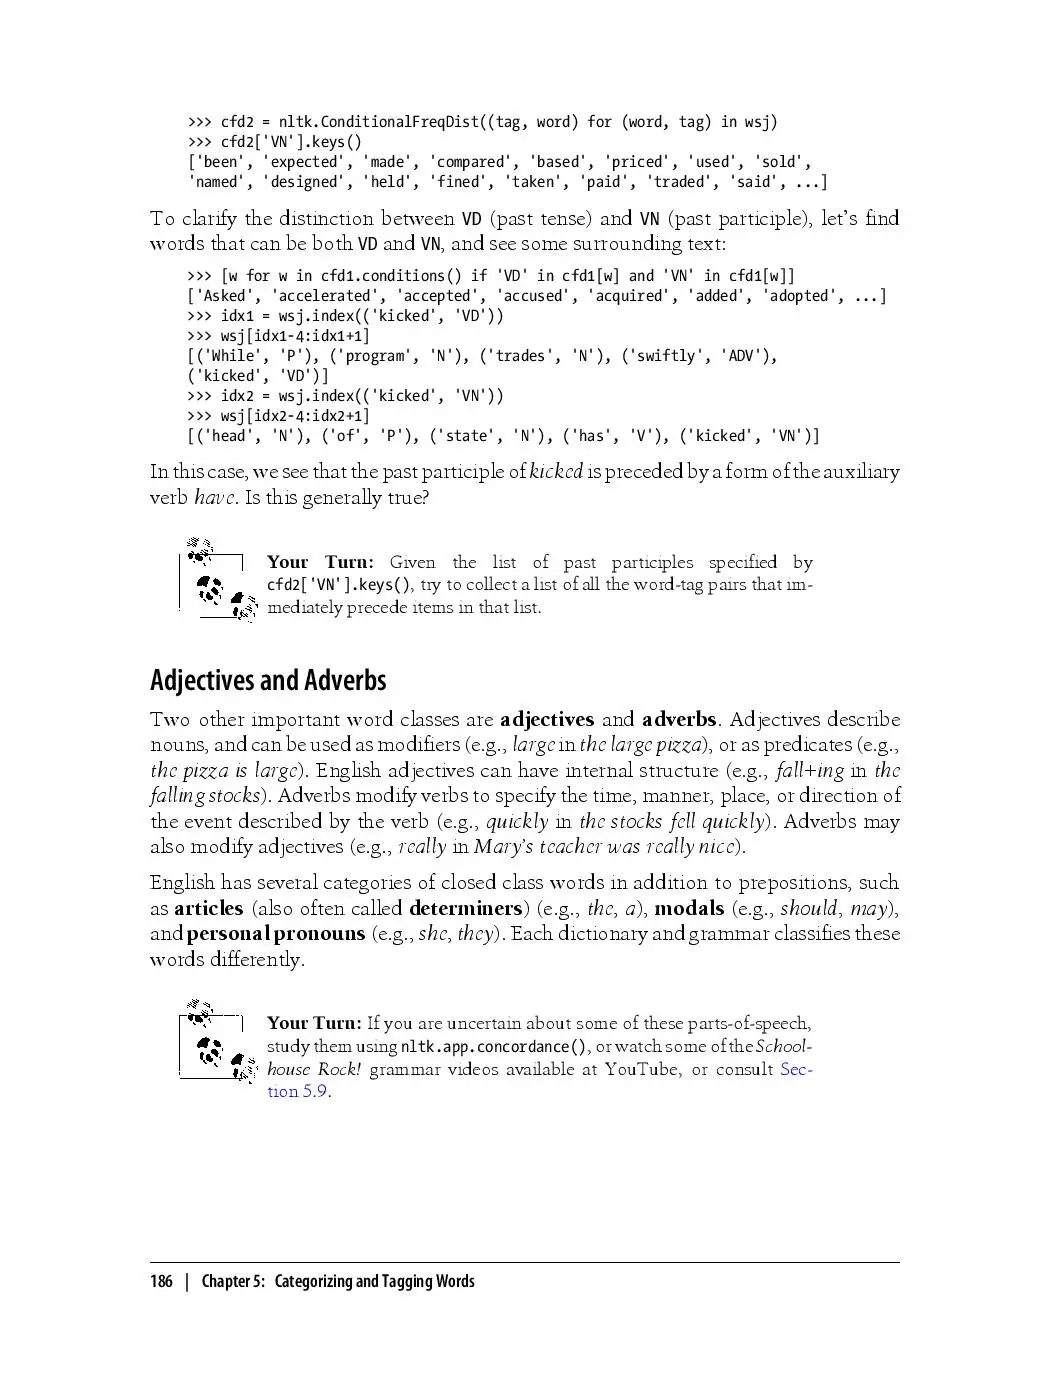 >>> cfd2 = nltk.ConditionalFreqDist((tag, word) for (word, tag) in wsj)
>>> cfd2['VN'].keys()
['been', 'expected', 'made', 'compared', 'based', 'priced', 'used', 'sold',
'named', 'designed', 'held', 'fined', 'taken', 'paid', 'traded', 'said', ...]
To clarify the distinction between VD (past tense) and VN (past participle), let's find
words that can be both VD and VN, and see some surrounding text:
>>> [w for w in cfd1.conditions() if 'VD' in cfd1[w] and 'VN' in cfd1[w]]
['Asked', 'accelerated', 'accepted', 'accused', 'acquired', 'added', 'adopted', ...]
>>> idx1 = wsj.index(('kicked', 'VD'))
>>> wsj[idx1-4:idx1+1]
[('While', 'P'), ('program', 'N'), ('trades', 'N'), ('swiftly', 'ADV'),
('kicked', 'VD')]
>>> idx2 = wsj.index(('kicked', 'VN'))
>>> wsj[idx2-4:idx2+1]
[('head', 'N'), ('of', 'P'), ('state', 'N'), ('has', 'V'), ('kicked', 'VN')]
In this case, we see that the past participle of kicked is preceded by a form of the auxiliary
verb have. Is this generally true?
Your Turn: Given the list of past participles specified by
cfd2['VN'].keys(), try to collect a list of all the word-tag pairs that im-
mediately precede items in that list.
Adjectives and Adverbs
Two other important word classes are adjectives and adverbs. Adjectives describe
nouns, and can be used as modifiers (e.g., large in the large pizza), or as predicates (e.g.,
the pizza is large). English adjectives can have internal structure (e.g., fall+ing in the
falling stocks). Adverbs modify verbs to specify the time, manner, place, or direction of
the event described by the verb (e.g., quickly in the stocks fell quickly). Adverbs may
also modify adjectives (e.g., really in Mary's teacher was really nice).
English has several categories of closed class words in addition to prepositions, such
as articles (also often called determiners) (e.g., the, a), modals (e.g., should, may),
and personal pronouns (e.g., she, they). Each dictionary and grammar classifies these
words differently.
Your Turn: If you are uncertain about some of these parts-of-speech,
study them using nltk.app.concordance(), or watch some of the School-
house Rock! grammar videos available at YouTube, or consult Sec-
tion 5.9.
186 | Chapter 5: Categorizing and Tagging Words